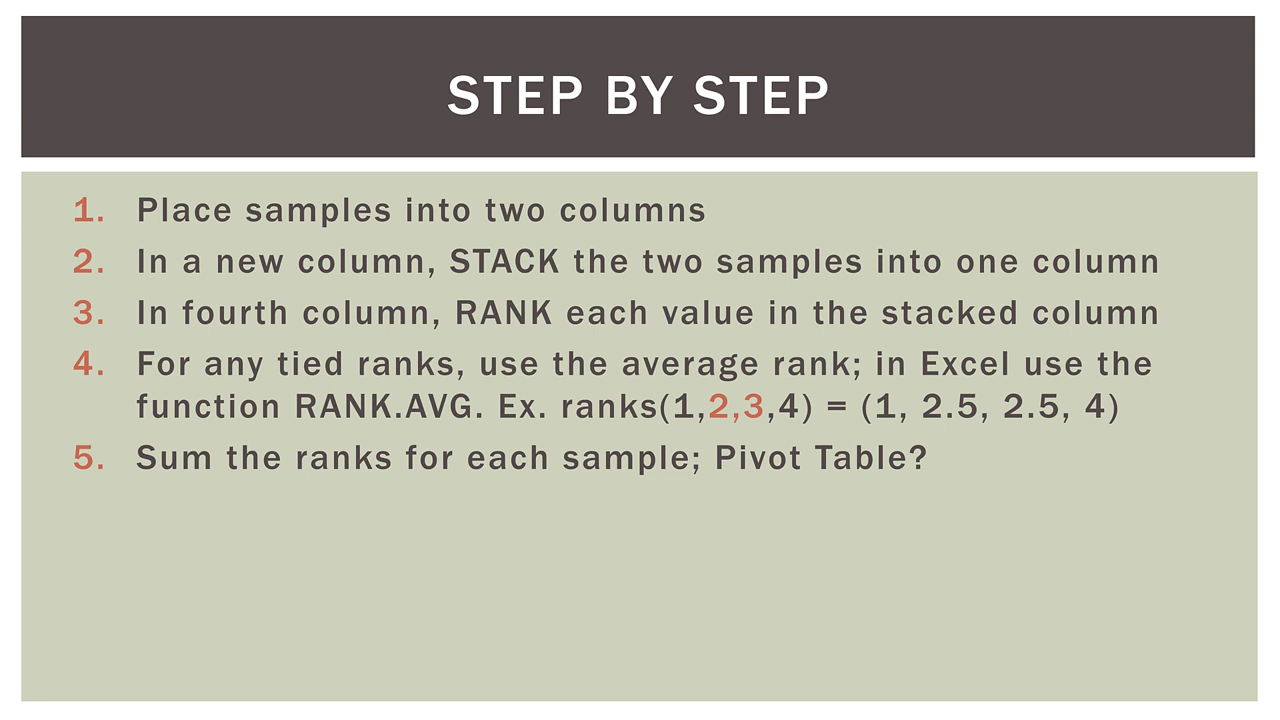 STEP BY STEP
1. Place samples into two columns
2. In a new column, STACK the two samples into one column
3. In fourth column, RANK each value in the stacked column
4. For any tied ranks, use the average rank; in Excel use the
function RANK.AVG. Ex. ranks(1,2,3,4) = (1, 2.5, 2.5, 4)
5. Sum the ranks for each sample; Pivot Table?